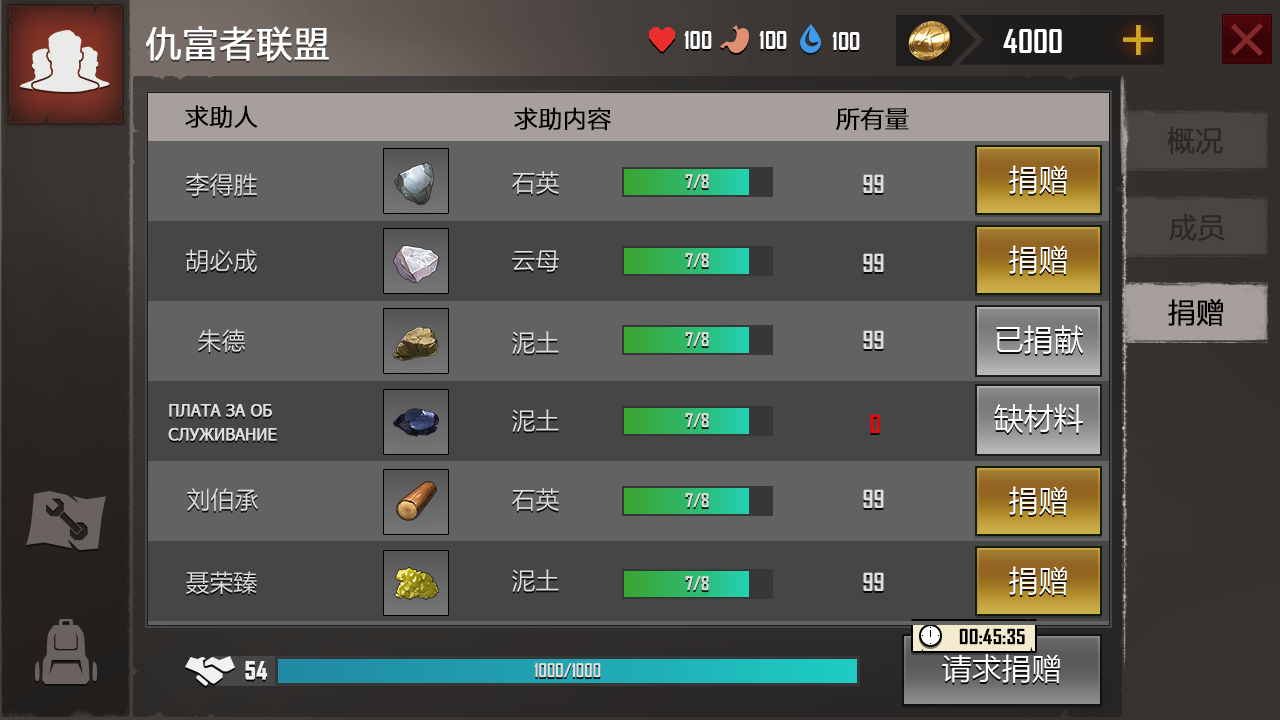 仇富者联盟
100 100 100
4000
求助人 求助内容 所有量
李得胜 石英 7/8 99 捐赠
胡必成 云母 7/8 99 捐赠
朱德 泥土 7/8 99 已捐献
ПЛАТА ЗА ОБ
СЛУЖИВАНИЕ
泥土 7/8 0 缺材料
刘伯承 石英 7/8 99 捐赠
聂荣臻 泥土 7/8 99 捐赠
54 1000/1000
00:45:35
请求捐赠
概况
成员
捐赠